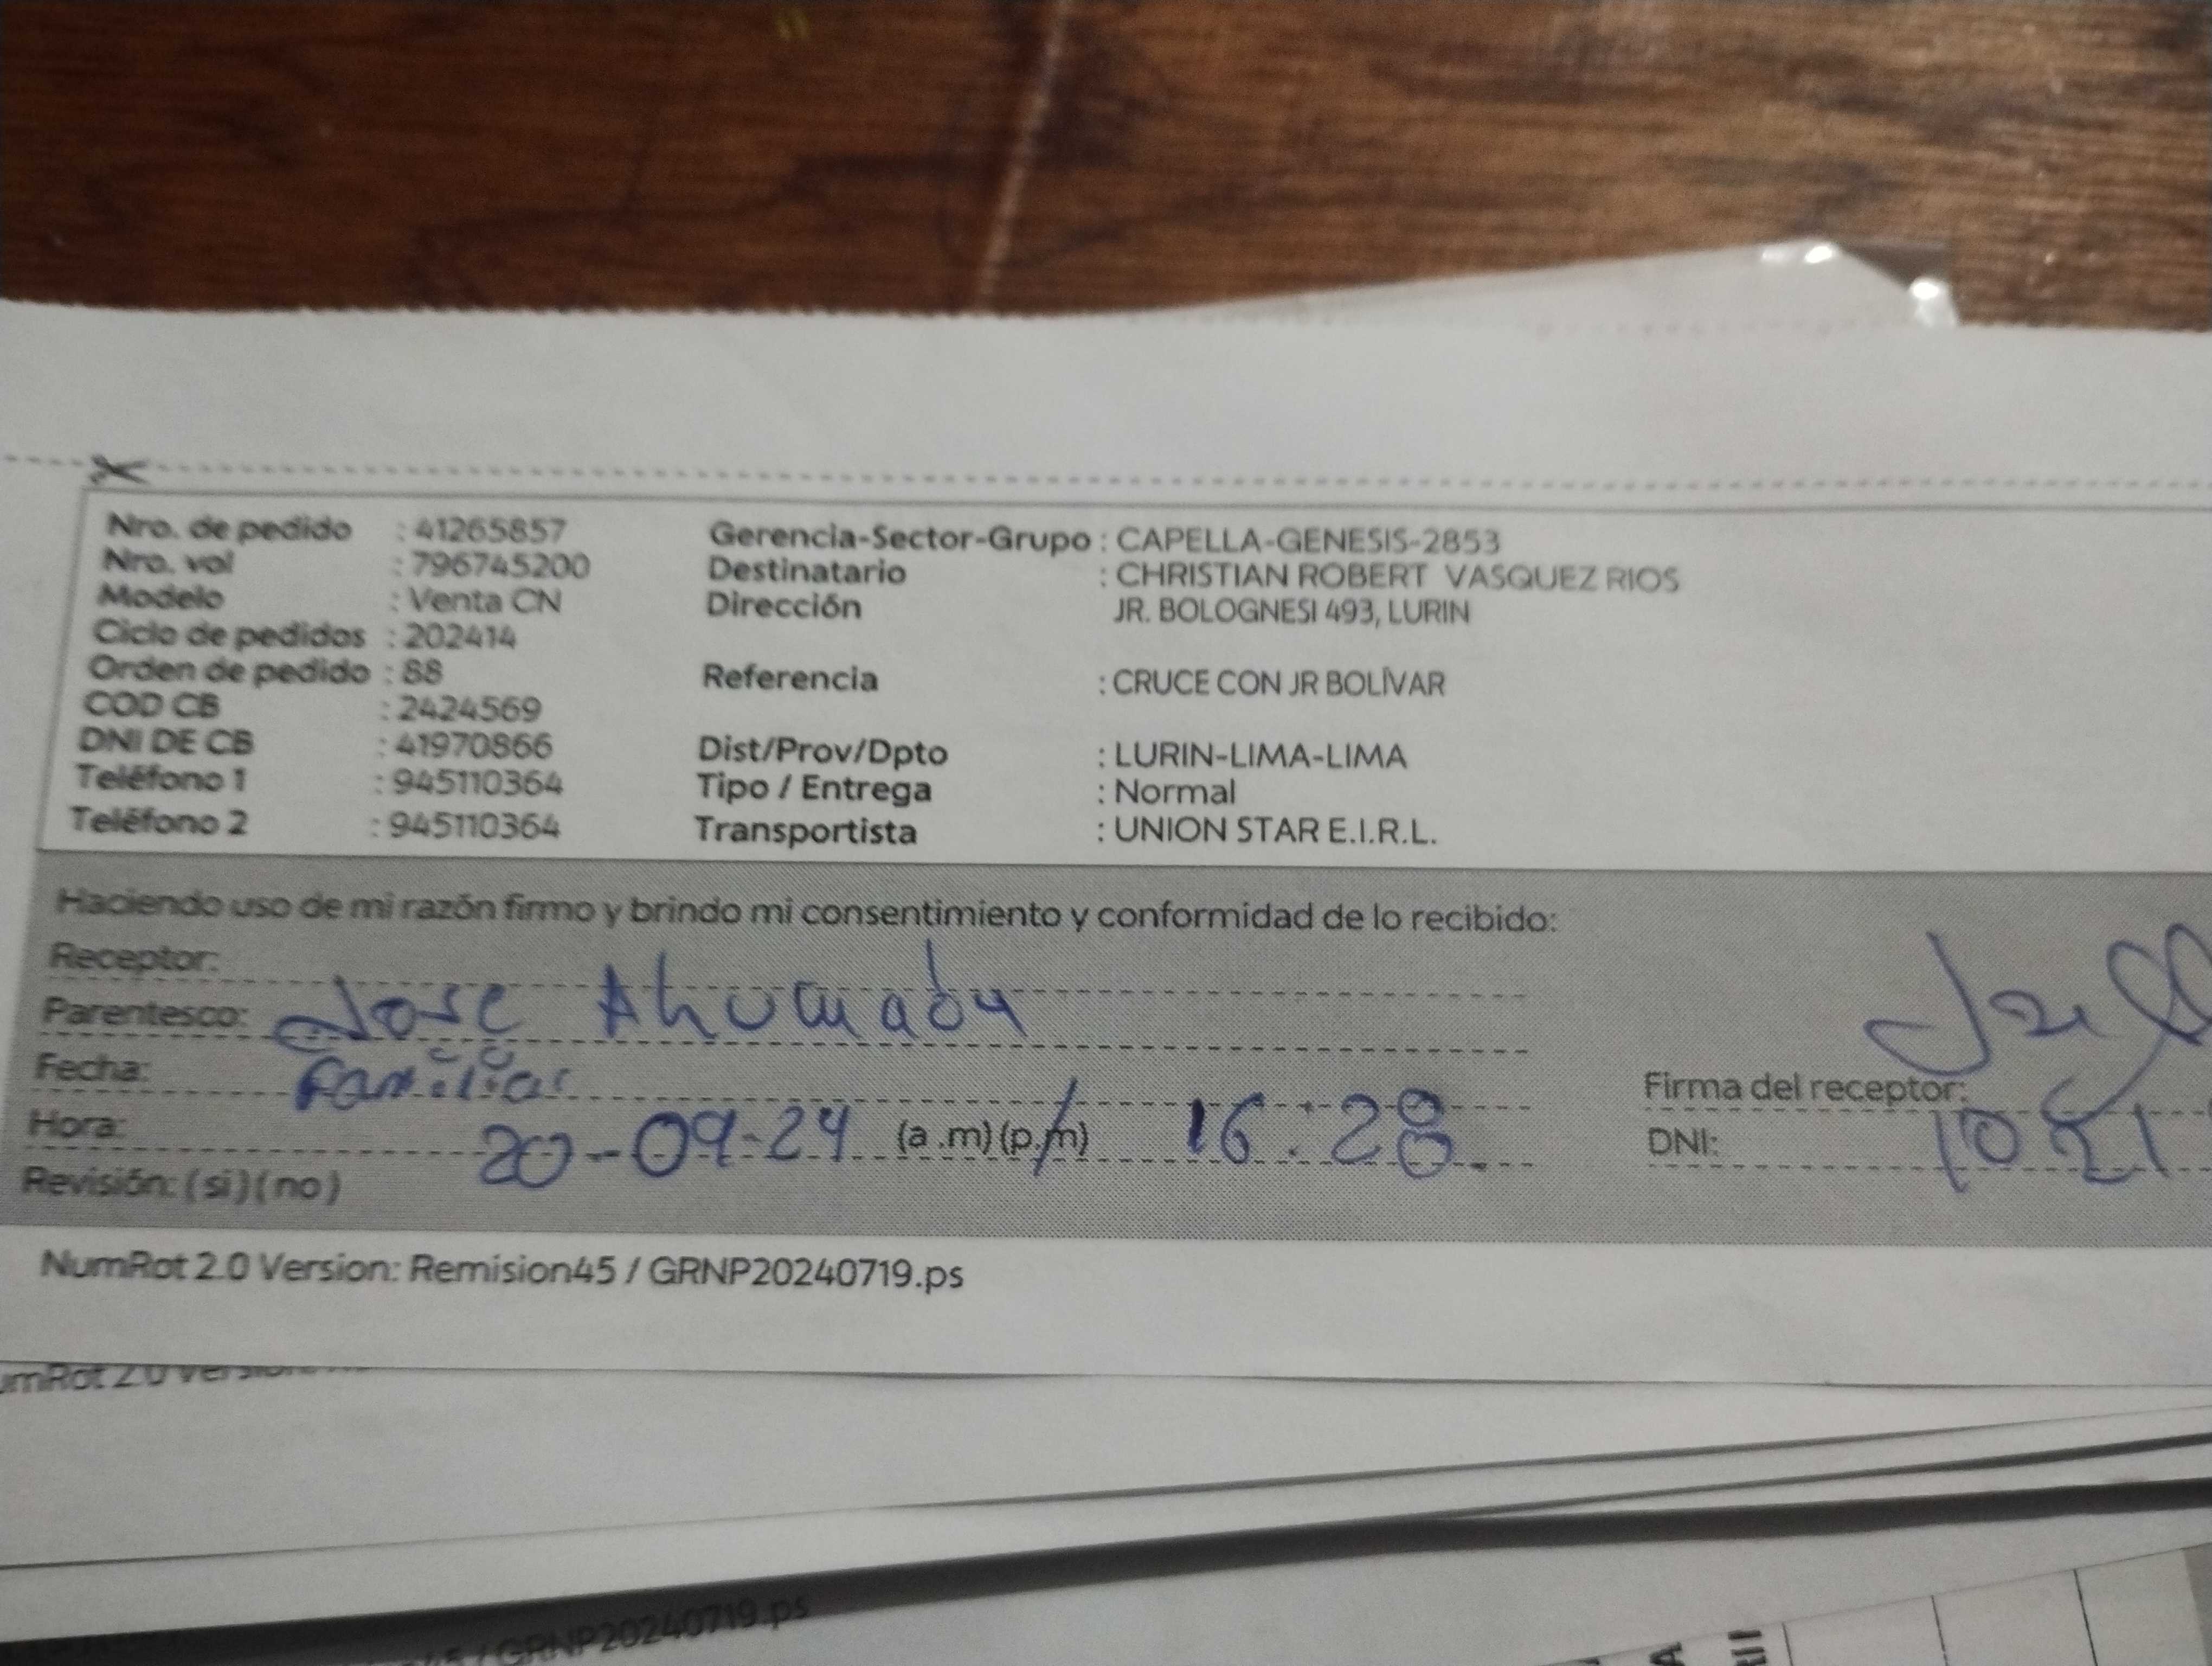 Nro. de pedido : 41265857 Gerencia-Sector-Grupo : CAPELLA-GENESIS-2853
Nro. vol : 796745200 Destinatario : CHRISTIAN ROBERT VASQUEZ RIOS
Modelo : Venta CN Dirección JR. BOLOGNESI 493, LURIN
Ciclo de pedidos : 202414
Orden de pedido : 88 Referencia : CRUCE CON JR BOLÍVAR
COD CB : 2424569
DNI DE CB : 41970866 Dist/Prov/Dpto : LURIN-LIMA-LIMA
Teléfono 1 : 945110364 Tipo / Entrega : Normal
Teléfono 2 : 945110364 Transportista : UNION STAR E.I.R.L.
Haciendo uso de mi razón firmo y brindo mi consentimiento y conformidad de lo recibido:
Receptor:
Parentesco: Jose Ahumada
Fecha: Familiar Firma del receptor:
Hora: 20-09-24 (a .m) (p.m) 16:28 DNI:
Revisión: (si) (no)
NumRot 2.0 Version: Remision45 / GRNP20240719.ps
GRNP20240719.ps